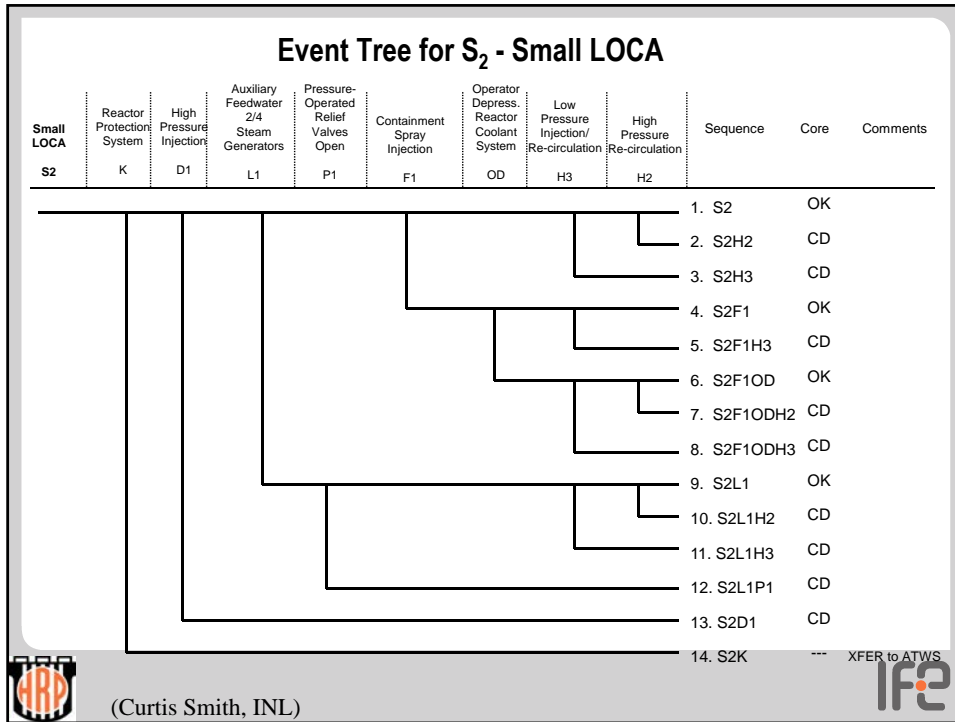 Event Tree for S2 - Small LOCA
Small
LOCA
S2
Reactor
Protection
System
K
High
Pressure
Injection
D1
Auxiliary
Feedwater
2/4
Steam
Generators
L1
Pressure-
Operated
Relief
Valves
Open
P1
Containment
Spray
Injection
F1
Operator
Depress.
Reactor
Coolant
System
OD
Low
Pressure
Injection/
Re-circulation
H3
High
Pressure
Re-circulation
H2
Sequence
Core
Comments
1. S2 OK
2. S2H2 CD
3. S2H3 CD
4. S2F1 OK
5. S2F1H3 CD
6. S2F1OD OK
7. S2F1ODH2 CD
8. S2F1ODH3 CD
9. S2L1 OK
10. S2L1H2 CD
11. S2L1H3 CD
12. S2L1P1 CD
13. S2D1 CD
14. S2K --- XFER to ATWS
HRP
(Curtis Smith, INL)
IFE